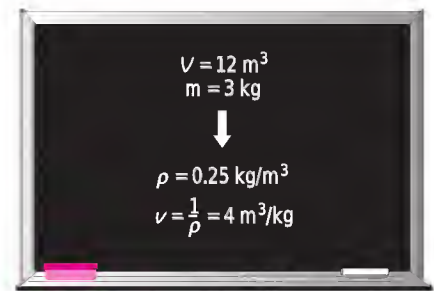 V = 12 m³
m = 3 kg
ρ = 0.25 kg/m³
v = 1/ρ = 4 m³/kg